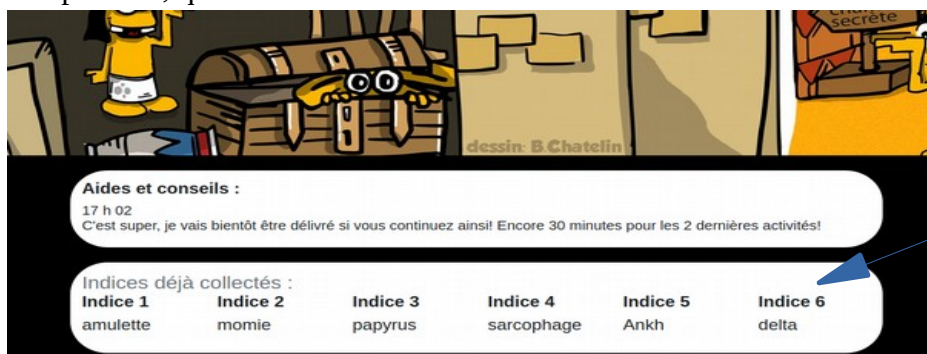 secrète
dessin: B.Chatelin
Aides et conseils :
17 h 02
C'est super, je vais bientôt être délivré si vous continuez ainsi! Encore 30 minutes pour les 2 dernières activités!
Indices déjà collectés :
Indice 1 Indice 2 Indice 3 Indice 4 Indice 5 Indice 6
amulette momie papyrus sarcophage Ankh delta